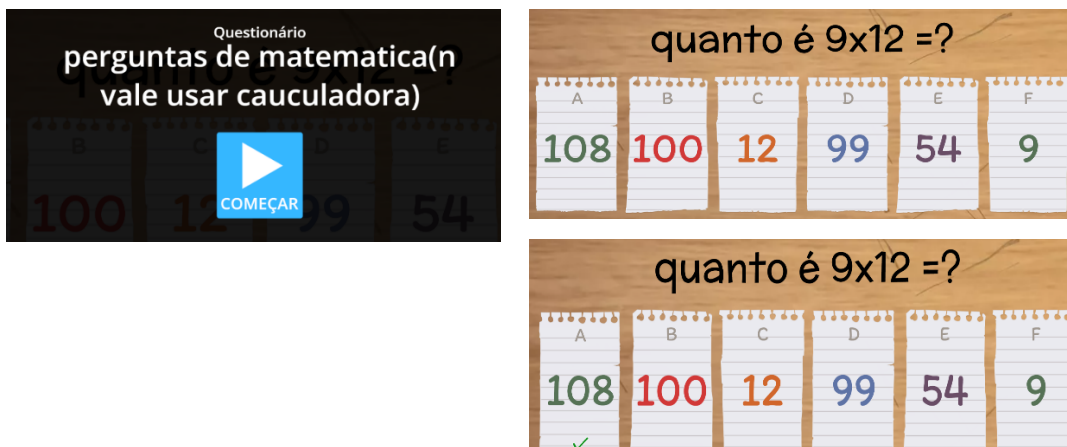 Questionário
perguntas de matematica(n
vale usar cauculadora)
COMEÇAR
B C D E
100 12 99 54
quanto é 9x12 =?
A B C D E F
108 100 12 99 54 9
quanto é 9x12 =?
A B C D E F
108 100 12 99 54 9